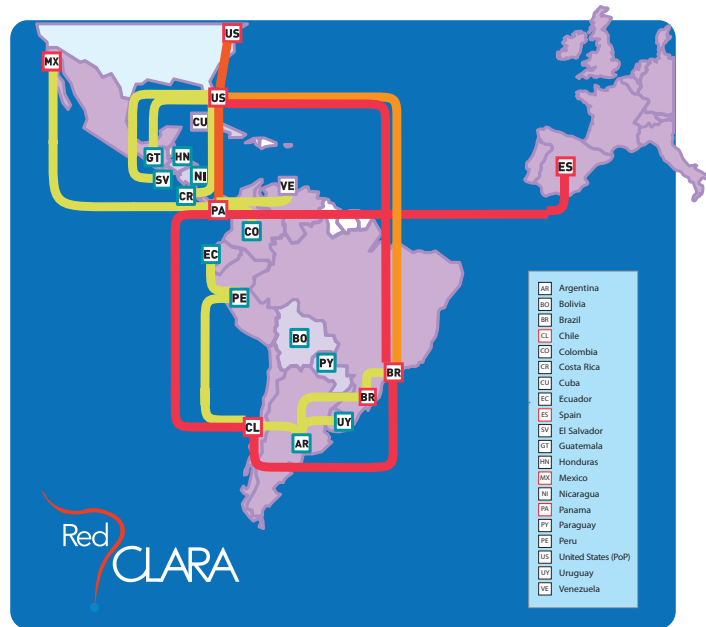 US
MX
US
CU
GT
HN
ES
NI
SV
VE
CR
PA
CO
EC
PE
BO
PY
BR
BR
UY
CL
AR
AR Argentina
BO Bolivia
BR Brazil
CL Chile
CO Colombia
CR Costa Rica
CU Cuba
EC Ecuador
ES Spain
SV El Salvador
GT Guatemala
HN Honduras
MX Mexico
NI Nicaragua
PA Panama
PY Paraguay
PE Peru
US United States (PoP)
UY Uruguay
VE Venezuela
Red
CLARA